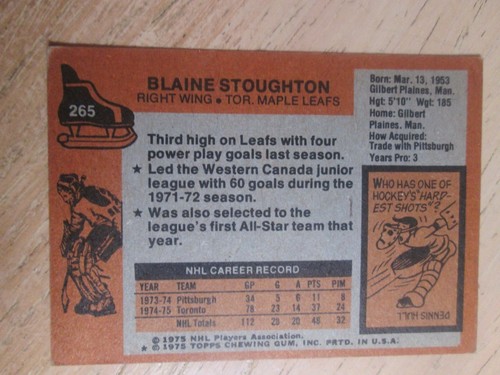 265
BLAINE STOUGHTON
RIGHT WING • TOR. MAPLE LEAFS
Third high on Leafs with four
power play goals last season.
★ Led the Western Canada junior
league with 60 goals during the
1971-72 season.
★ Was also selected to the
league's first All-Star team that
year.
Born: Mar. 13, 1953
Gilbert Plaines, Man.
Hgt: 5'10" Wgt: 185
Home: Gilbert
Plaines, Man.
How Acquired:
Trade with Pittsburgh
Years Pro: 3
WHO HAS ONE OF
HOCKEY'S "HARD-
EST SHOTS"?
DENNIS HULL
NHL CAREER RECORD
YEAR TEAM GP G A PTS PIM
1973-74 Pittsburgh 34 5 6 11 8
1974-75 Toronto 78 23 14 37 24
NHL Totals 112 28 20 48 32
© 1975 NHL Players Association.
★ © 1975 TOPPS CHEWING GUM, INC. PRTD. IN U.S.A.